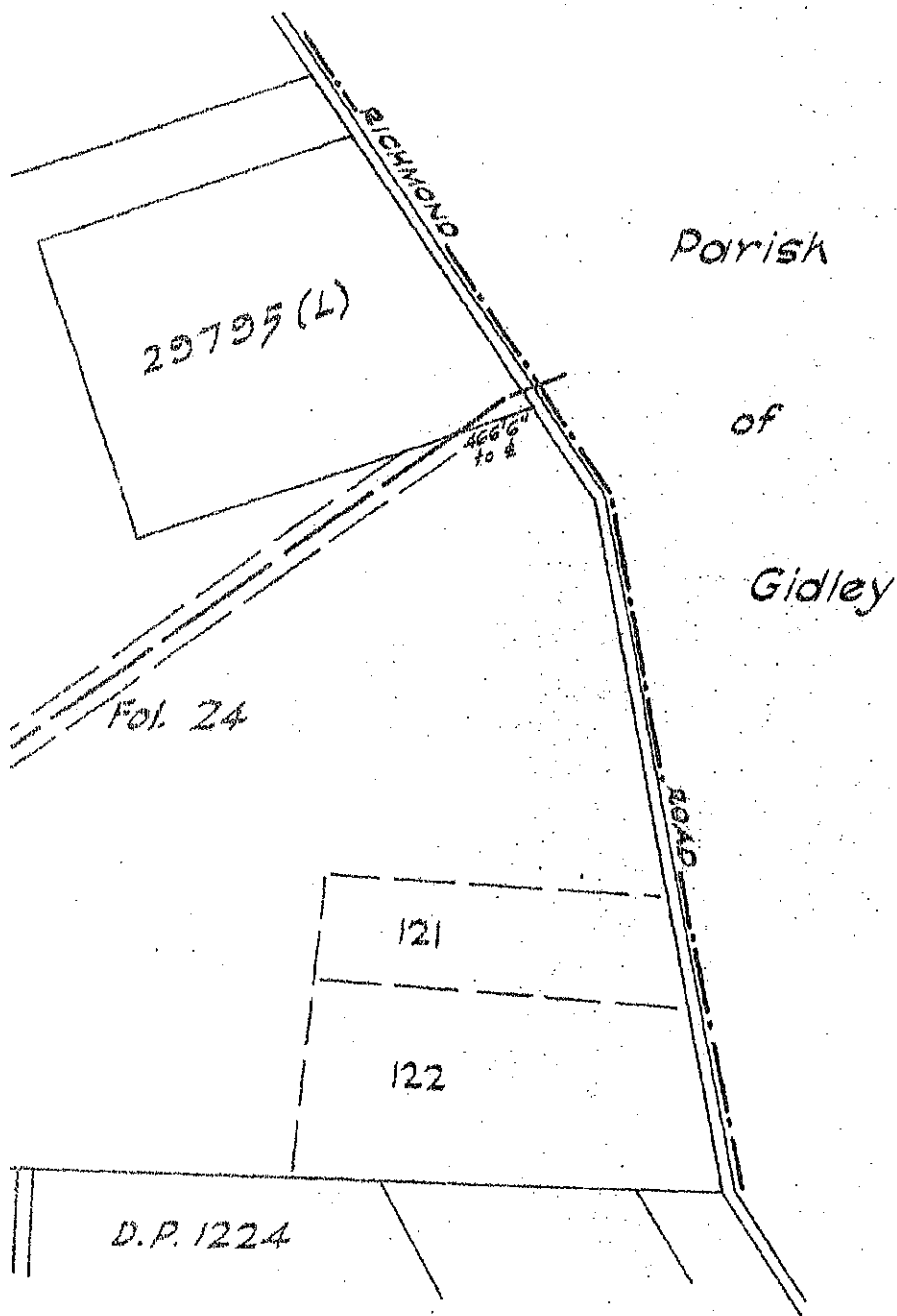 RICHMOND
Parish
29795 (L)
of
466'6"
to ℄
Gidley
Fol. 24
ROAD
121
122
D.P. 1224